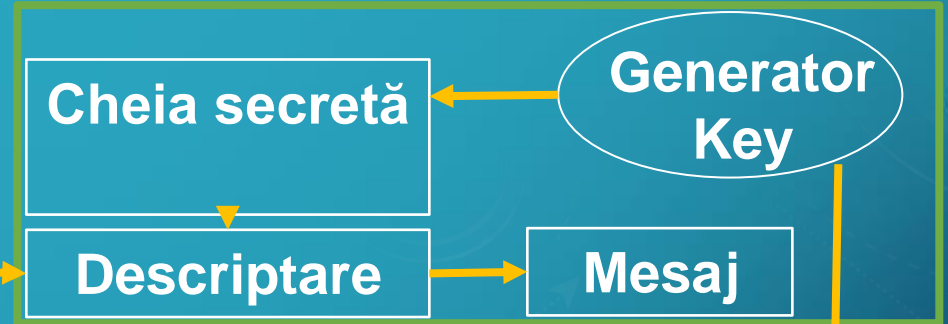 Cheia secretă
Generator
Key
Descriptare
Mesaj